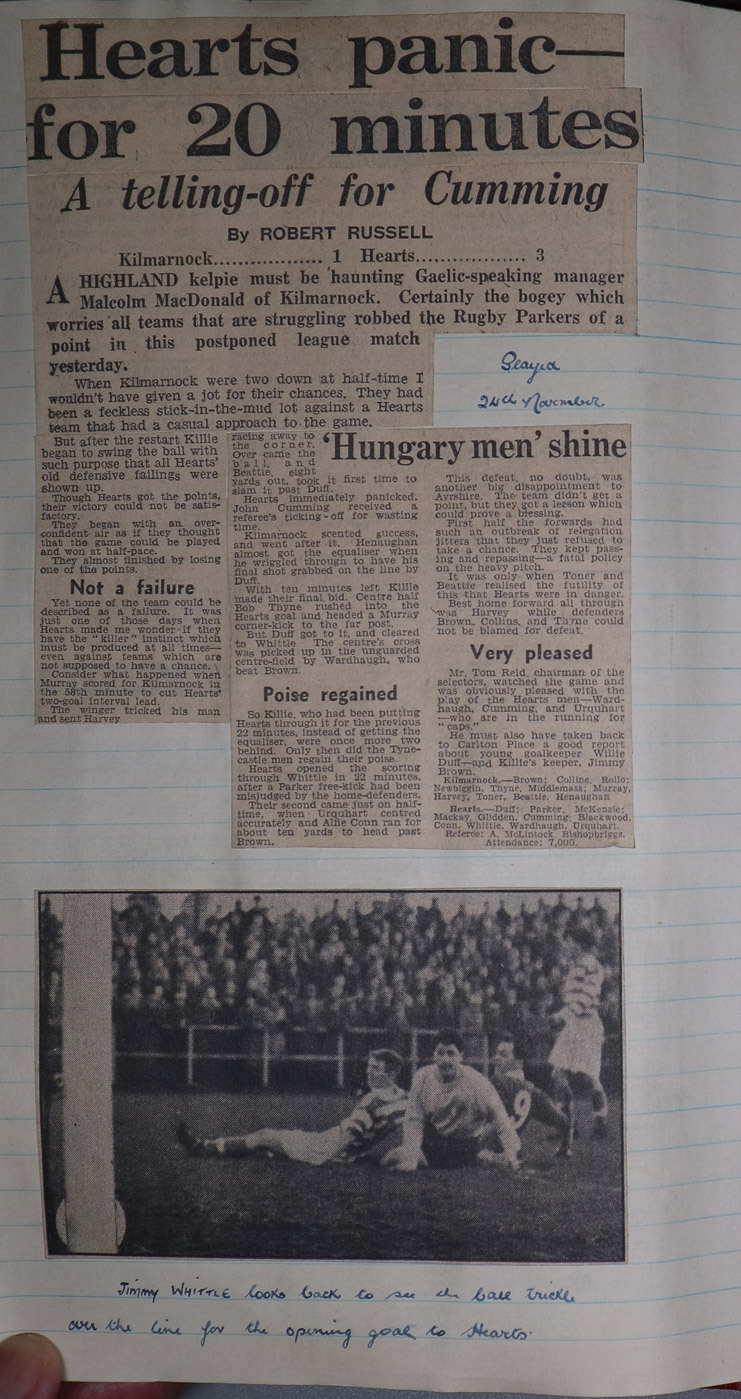 Hearts panic—
for 20 minutes
A telling-off for Cumming
By ROBERT RUSSELL
Kilmarnock.................. 1 Hearts................. 3
A HIGHLAND kelpie must be haunting Gaelic-speaking manager
Malcolm MacDonald of Kilmarnock. Certainly the bogey which
worries all teams that are struggling robbed the Rugby Parkers of a
point in this postponed league match
yesterday.
When Kilmarnock were two down at half-time I
wouldn't have given a jot for their chances. They had
been a feckless stick-in-the-mud lot against a Hearts
team that had a casual approach to the game.
Played
24th November
But after the restart Killie
began to swing the ball with
such purpose that all Hearts'
old defensive failings were
shown up.
Though Hearts got the points,
their victory could not be satis-
factory.
They began with an over-
confident air as if they thought
that the game could be played
and won at half-pace.
They almost finished by losing
one of the points.
Not a failure
Yet none of the team could be
described as a failure. It was
just one of those days when
Hearts made me wonder if they
have the "killer" instinct which
must be produced at all times—
even against teams which are
not supposed to have a chance.
Consider what happened when
Murray scored for Kilmarnock in
the 58th minute to cut Hearts'
two-goal interval lead.
The winger tricked his man
and sent Harvey
racing away to
the corner.
Over came the
ball, and
Beattie, eight
yards out, took it first time to
slam it past Duff.
Hearts immediately panicked.
John Cumming received a
referee's ticking-off for wasting
time.
Kilmarnock scented success,
and went after it. Henaughan
almost got the equaliser when
he wriggled through to have his
final shot grabbed on the line by
Duff.
With ten minutes left Killie
made their final bid. Centre half
Bob Thyne rushed into the
Hearts goal and headed a Murray
corner-kick to the far post.
But Duff got to it, and cleared
to Whittle The centre's cross
was picked up in the unguarded
centre-field by Wardhaugh, who
beat Brown.
Poise regained
So Killie, who had been putting
Hearts through it for the previous
22 minutes, instead of getting the
equaliser, were once more two
behind. Only then did the Tyne-
castle men regain their poise.
Hearts opened the scoring
through Whittle in 22 minutes,
after a Parker free-kick had been
misjudged by the home-defenders.
Their second came just on half-
time, when Urquhart centred
accurately and Alfie Conn ran for
about ten yards to head past
Brown.
'Hungary men' shine
This defeat, no doubt, was
another big disappointment to
Ayrshire. The team didn't get a
point, but they got a lesson which
could prove a blessing.
First half the forwards had
such an outbreak of relegation
jitters that they just refused to
take a chance. They kept pass-
ing and repassing—a fatal policy
on the heavy pitch.
It was only when Toner and
Beattie realised the futility of
this that Hearts were in danger.
Best home forward all through
was Harvey while defenders
Brown, Collins, and Thyne could
not be blamed for defeat.
Very pleased
Mr. Tom Reid, chairman of the
selectors, watched the game and
was obviously pleased with the
play of the Hearts men—Ward-
haugh, Cumming, and Urquhart
—who are in the running for
"caps."
He must also have taken back
to Carlton Place a good report
about young goalkeeper Willie
Duff—and Killie's keeper, Jimmy
Brown.
Kilmarnock.—Brown; Collins, Rollo;
Newbiggin, Thyne, Middlemass; Murray,
Harvey, Toner, Beattie, Henaughan.
Hearts.—Duff; Parker, McKenzie;
Mackay, Glidden, Cumming; Blackwood,
Conn, Whittle, Wardhaugh, Urquhart.
Referee: A. McLintock, Bishopbriggs.
Attendance: 7,000.
9
Jimmy WHITTLE looks back to see the ball trickle
over the line for the opening goal to Hearts.